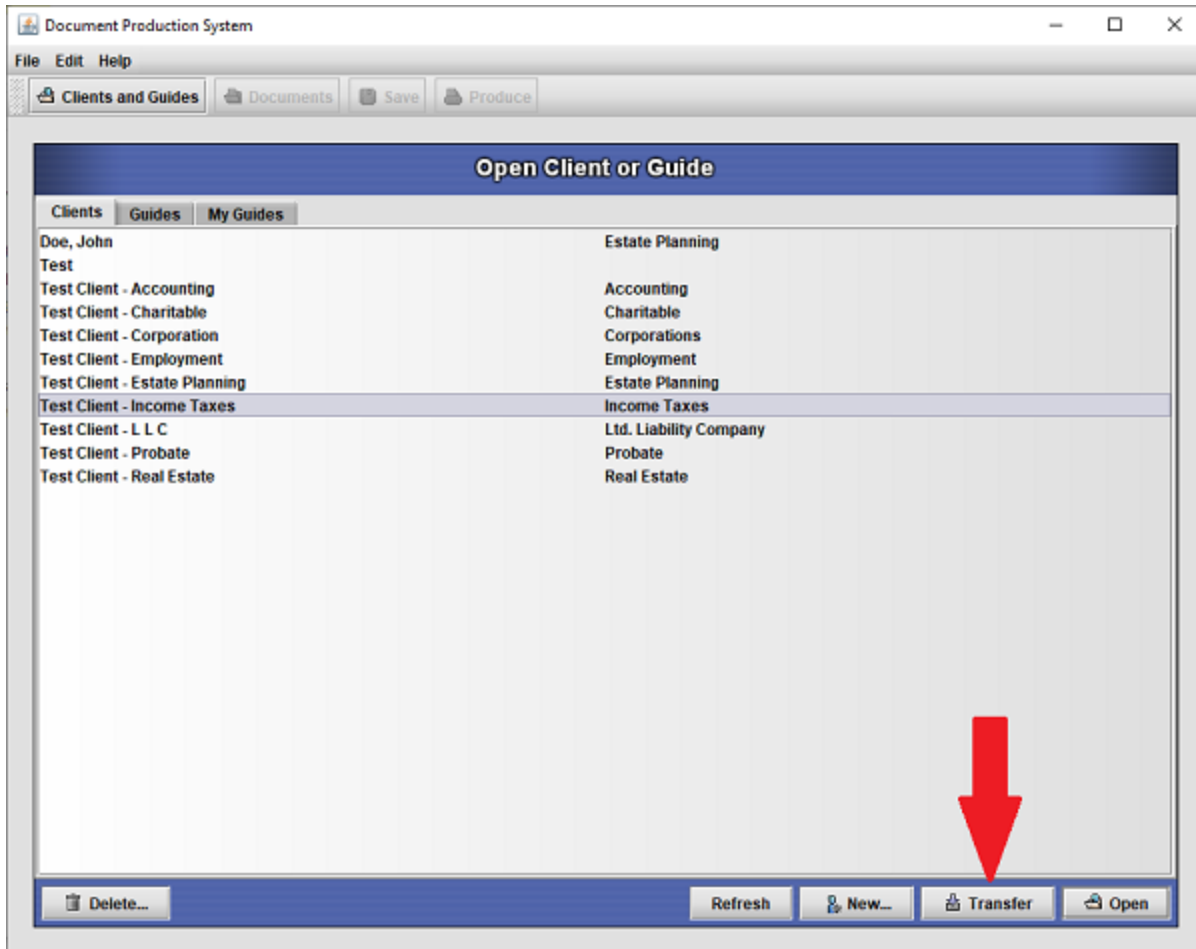 Document Production System
File Edit Help
Clients and Guides Documents Save Produce
Open Client or Guide
Clients Guides My Guides
Doe, John Estate Planning
Test
Test Client - Accounting Accounting
Test Client - Charitable Charitable
Test Client - Corporation Corporations
Test Client - Employment Employment
Test Client - Estate Planning Estate Planning
Test Client - Income Taxes Income Taxes
Test Client - L L C Ltd. Liability Company
Test Client - Probate Probate
Test Client - Real Estate Real Estate
Delete... Refresh New... Transfer Open